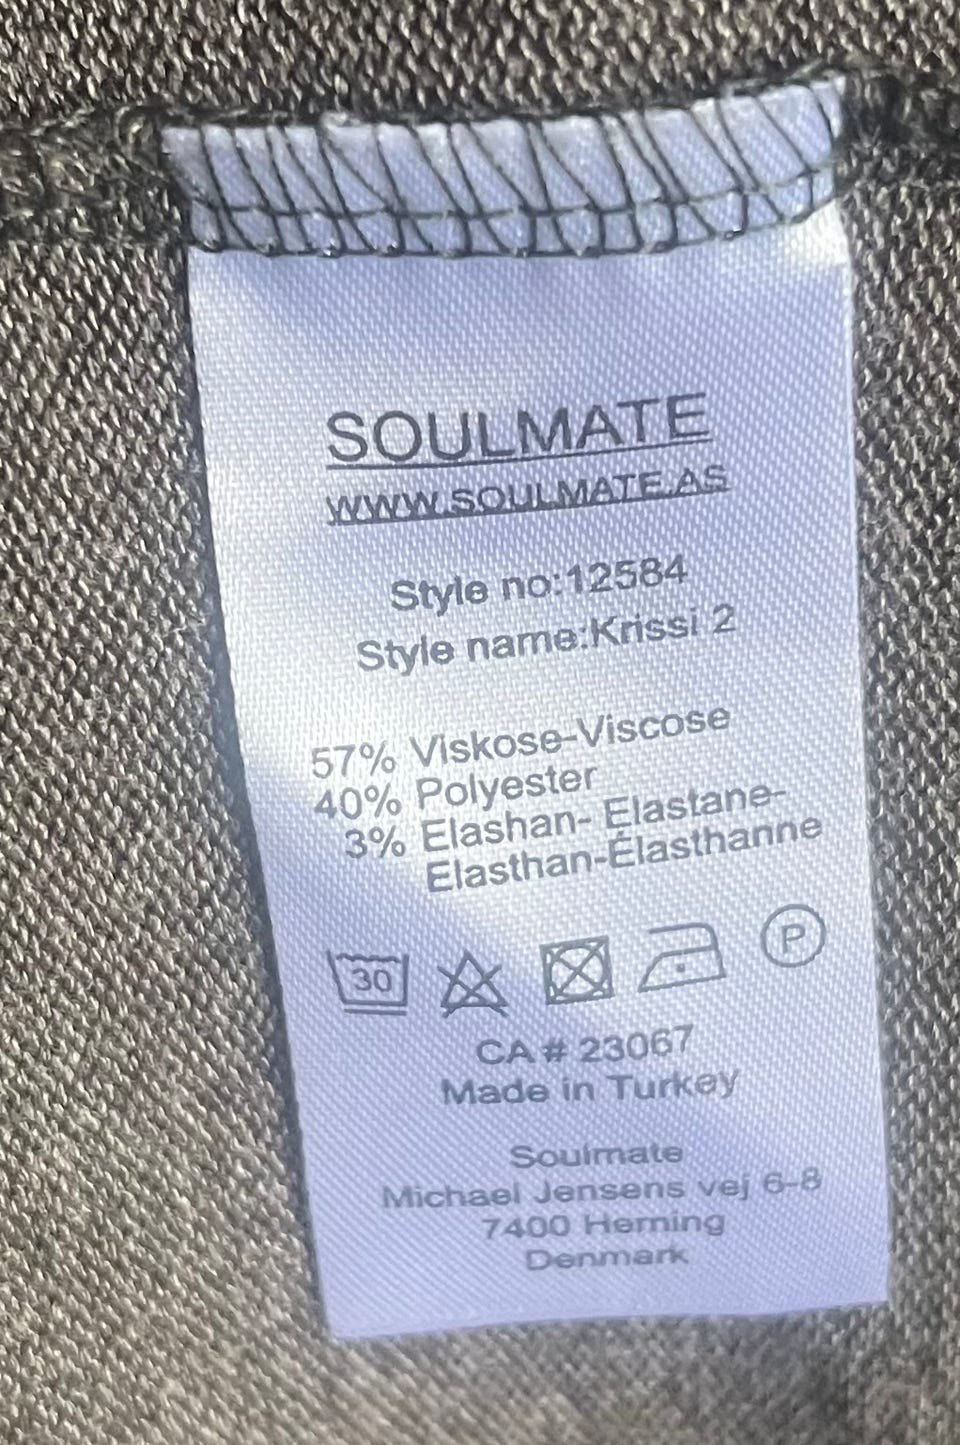 SOULMATE
WWW.SOULMATE.AS
Style no:12584
Style name:Krissi 2
57% Viskose-Viscose
40% Polyester
3% Elashan- Elastane-
Elasthan-Élasthanne
30
P
CA # 23067
Made in Turkey
Soulmate
Michael Jensens vej 6-8
7400 Herning
Denmark